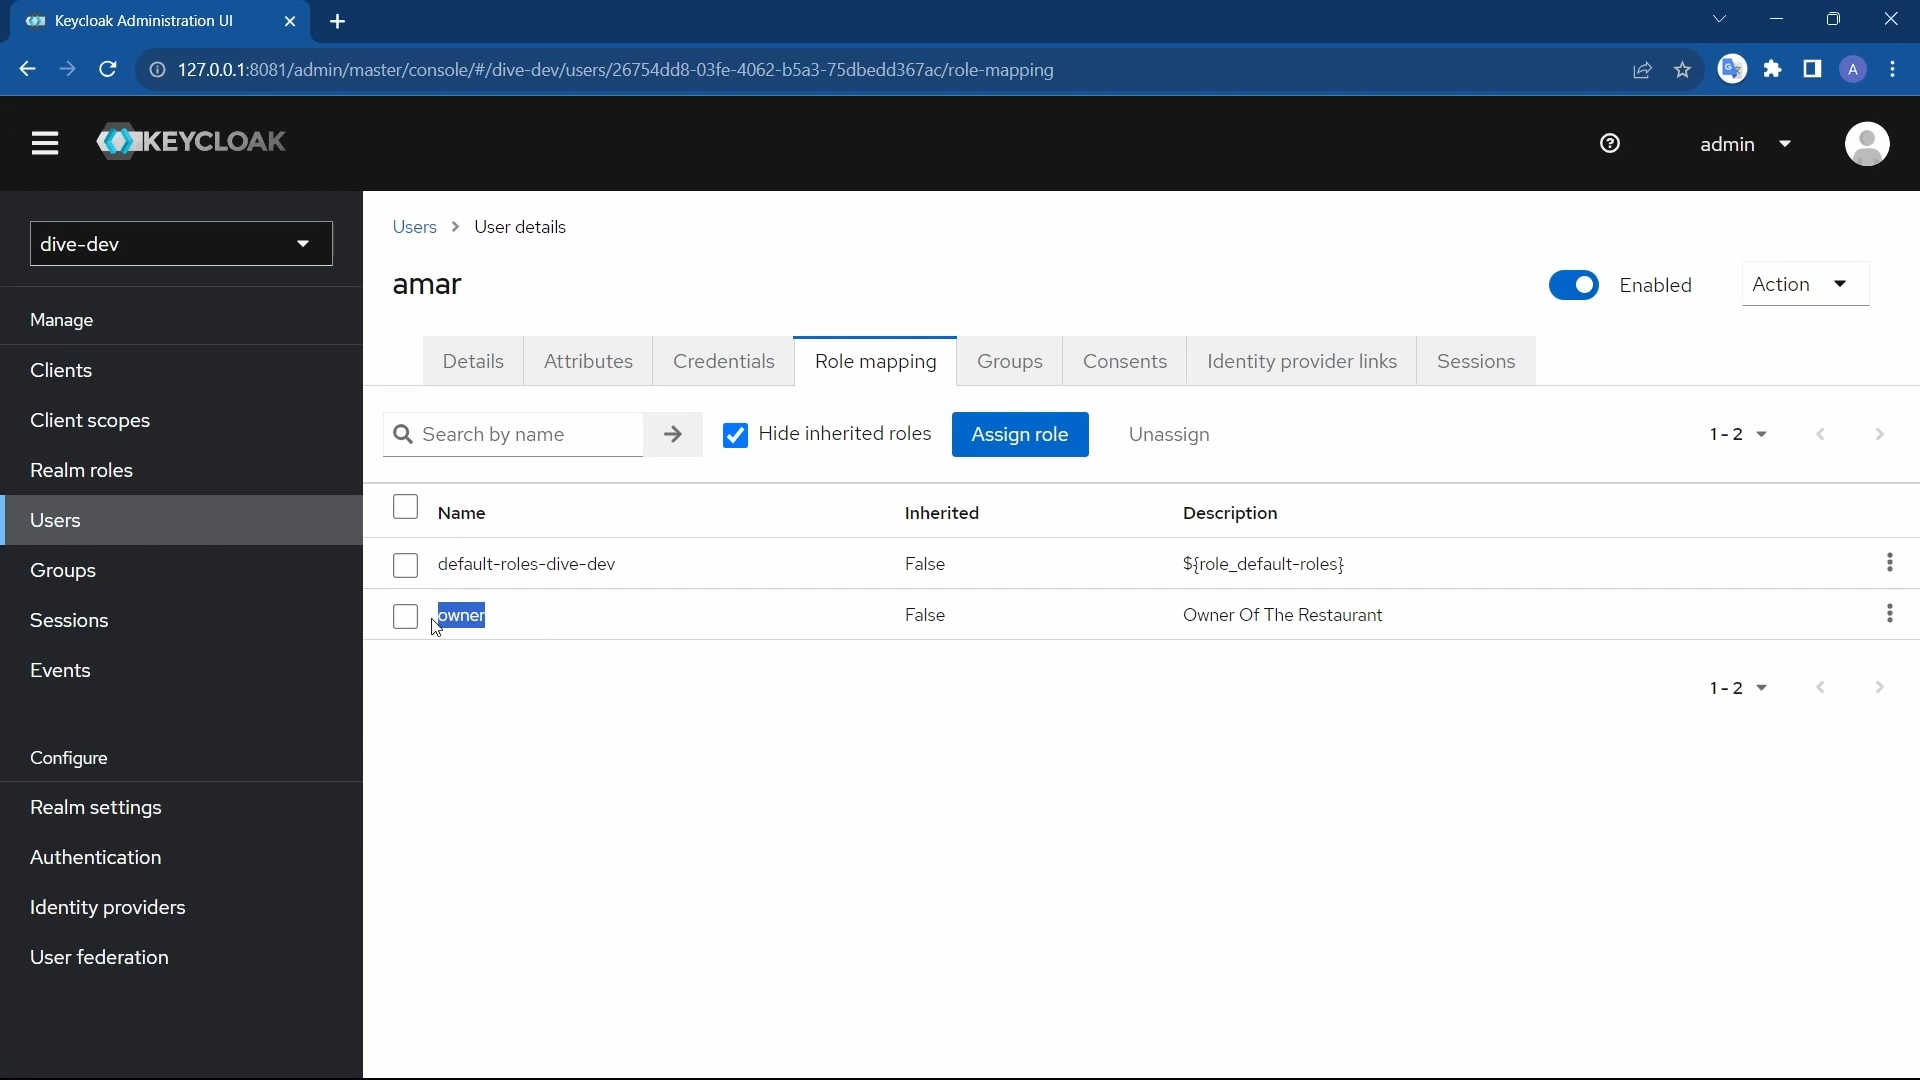 Keycloak Administration UI
127.0.0.1:8081/admin/master/console/#/dive-dev/users/26754dd8-03fe-4062-b5a3-75dbedd367ac/role-mapping
A
KEYCLOAK
admin
dive-dev
Manage
Clients
Client scopes
Realm roles
Users
Groups
Sessions
Events
Configure
Realm settings
Authentication
Identity providers
User federation
Users > User details
amar
Enabled
Action
Details Attributes Credentials Role mapping Groups Consents Identity provider links Sessions
Search by name Hide inherited roles Assign role Unassign 1 - 2
Name Inherited Description
default-roles-dive-dev False ${role_default-roles}
owner False Owner Of The Restaurant
1 - 2